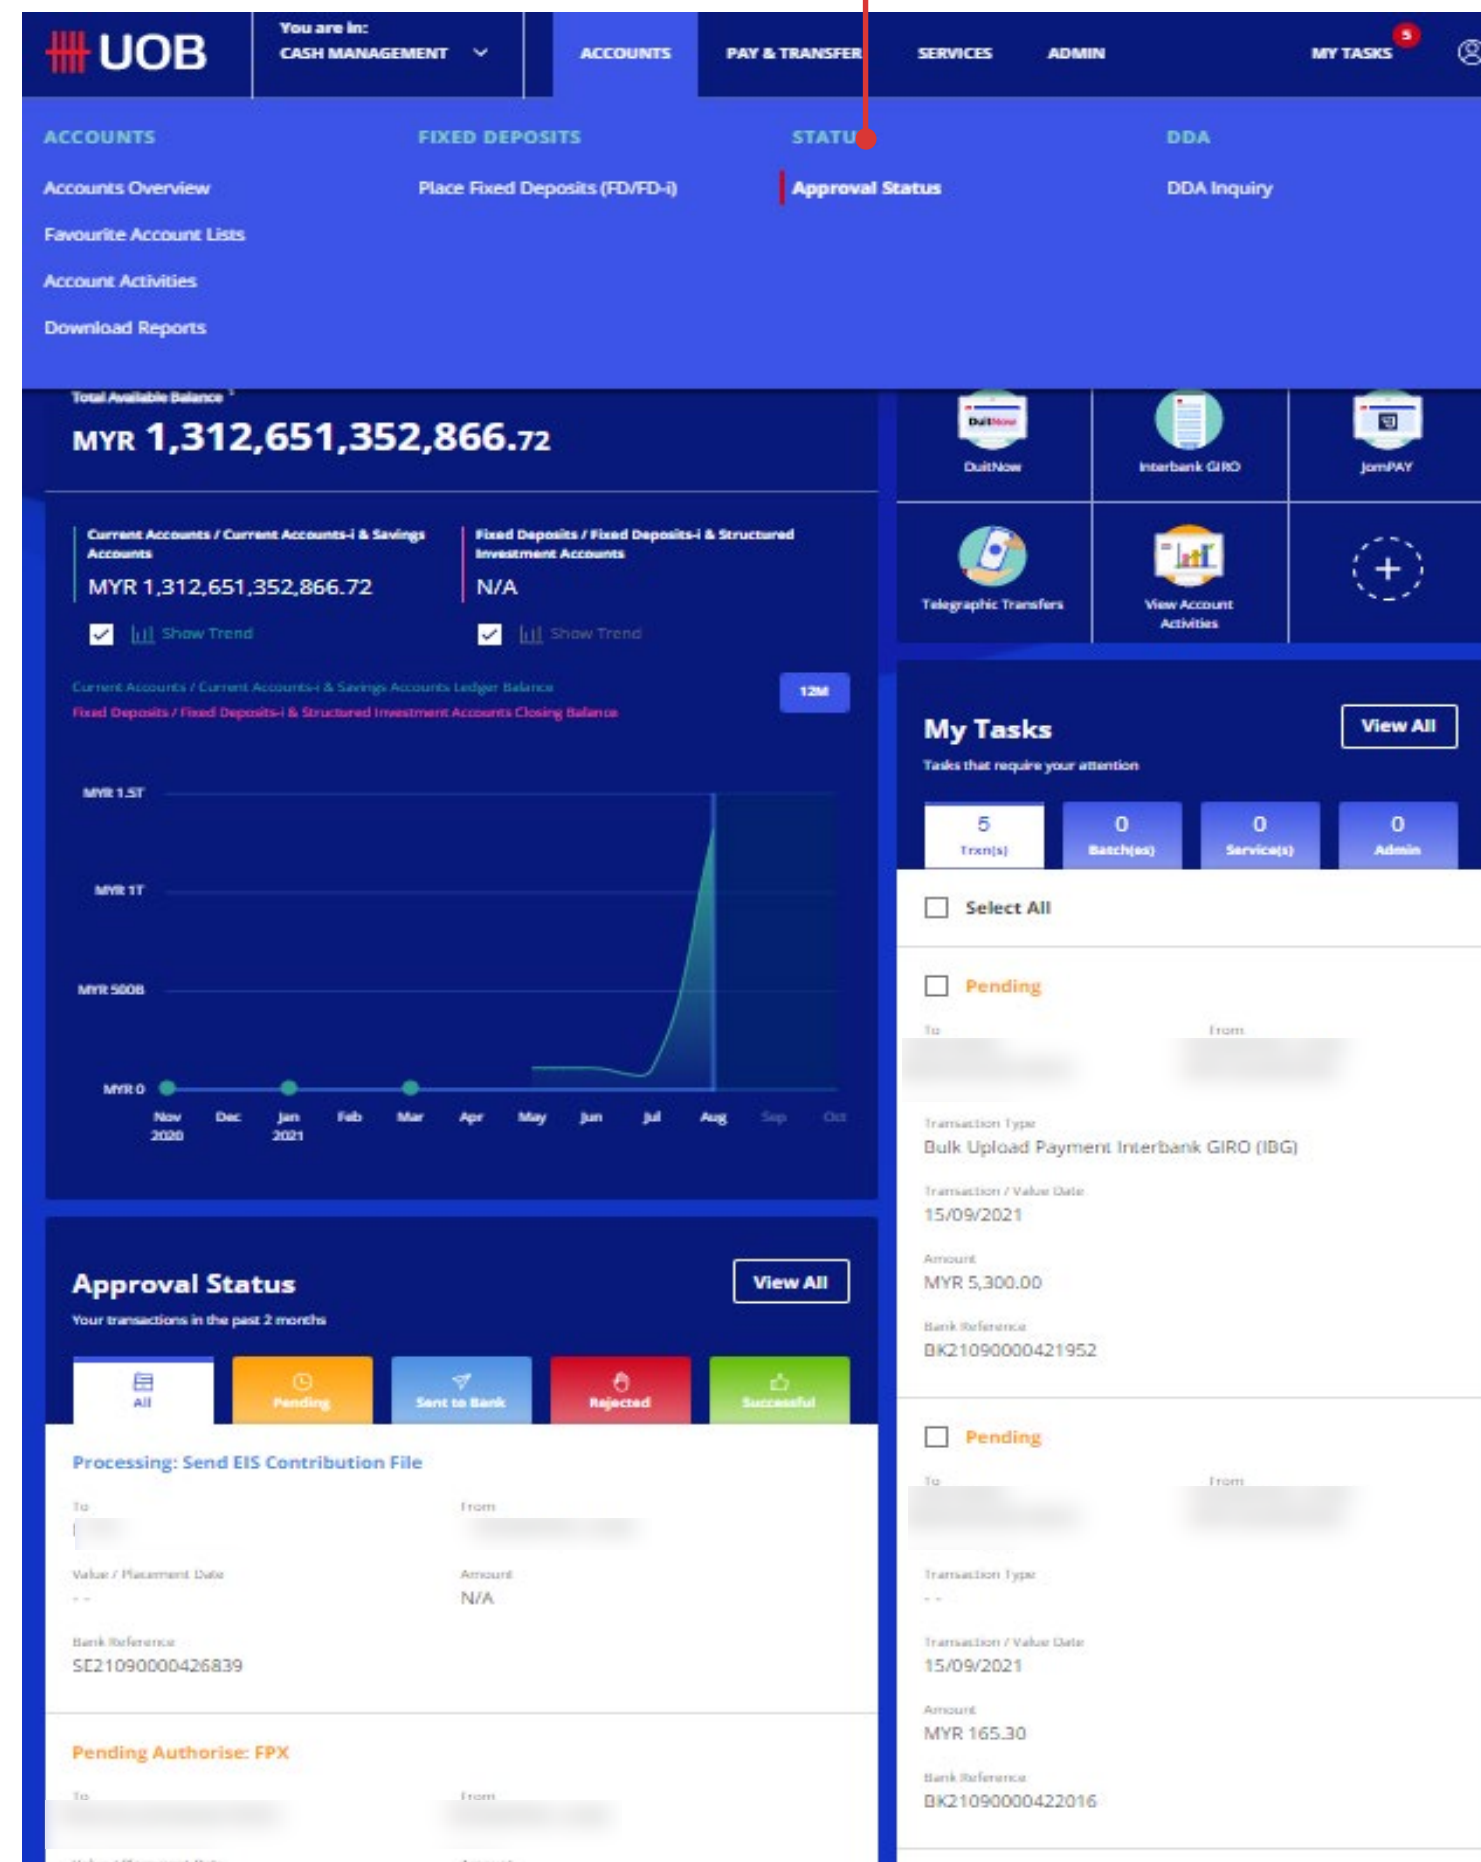 UOB
You are in:
CASH MANAGEMENT
ACCOUNTS
PAY & TRANSFER
SERVICES
ADMIN
MY TASKS
5
ACCOUNTS
Accounts Overview
Favourite Account Lists
Account Activities
Download Reports
FIXED DEPOSITS
Place Fixed Deposits (FD/FD-i)
STATU
Approval Status
DDA
DDA Inquiry
Total Available Balance
MYR 1,312,651,352,866.72
Current Accounts / Current Accounts-i & Savings
Accounts
MYR 1,312,651,352,866.72
Show Trend
Fixed Deposits / Fixed Deposits-i & Structured
Investment Accounts
N/A
Show Trend
Current Accounts / Current Accounts-i & Savings Accounts Ledger Balance
Fixed Deposits / Fixed Deposits-i & Structured Investment Accounts Closing Balance
12M
MYR 1.5T
MYR 1T
MYR 500B
MYR 0
Nov Dec Jan Feb Mar Apr May Jun Jul Aug Sep Oct
2020 2021
Approval Status
View All
Your transactions in the past 2 months
All
Pending
Sent to Bank
Rejected
Successful
Processing: Send EIS Contribution File
To From
Value / Placement Date Amount
- - N/A
Bank Reference
SE21090000426839
Pending Authorise: FPX
To From
DuitNow
DuitNow
Interbank GIRO
JomPAY
Telegraphic Transfers
View Account
Activities
My Tasks
View All
Tasks that require your attention
5
Trxn(s)
0
Batch(es)
0
Service(s)
0
Admin
Select All
Pending
To From
Transaction Type
Bulk Upload Payment Interbank GIRO (IBG)
Transaction / Value Date
15/09/2021
Amount
MYR 5,300.00
Bank Reference
BK21090000421952
Pending
To From
Transaction Type
- -
Transaction / Value Date
15/09/2021
Amount
MYR 165.30
Bank Reference
BK21090000422016